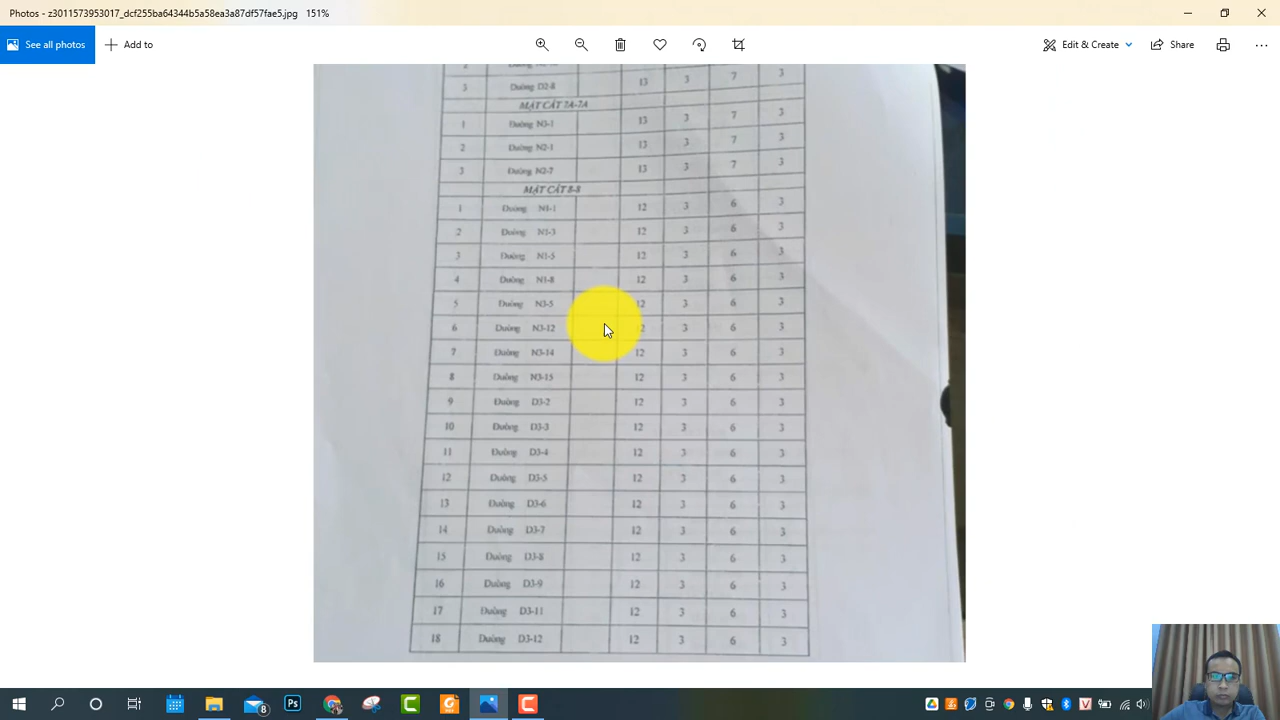 Photos - z3011573953017_dcf255ba64344b5a58ea3a87df57fae5.jpg 151%
See all photos
Add to
Edit & Create
Share
13 3 7 3
3 Đường D2-8 13 3 7 3
MẶT CẮT 7A-7A
1 Đường N3-1 13 3 7 3
2 Đường N2-1 13 3 7 3
3 Đường N2-7 13 3 7 3
MẶT CẮT 8-8
1 Đường N1-1 12 3 6 3
2 Đường N1-3 12 3 6 3
3 Đường N1-5 12 3 6 3
4 Đường N1-8 12 3 6 3
5 Đường N3-5 12 3 6 3
6 Đường N3-12 12 3 6 3
7 Đường N3-14 12 3 6 3
8 Đường N3-15 12 3 6 3
9 Đường D3-2 12 3 6 3
10 Đường D3-3 12 3 6 3
11 Đường D3-4 12 3 6 3
12 Đường D3-5 12 3 6 3
13 Đường D3-6 12 3 6 3
14 Đường D3-7 12 3 6 3
15 Đường D3-8 12 3 6 3
16 Đường D3-9 12 3 6 3
17 Đường D3-11 12 3 6 3
18 Đường D3-12 12 3 6 3